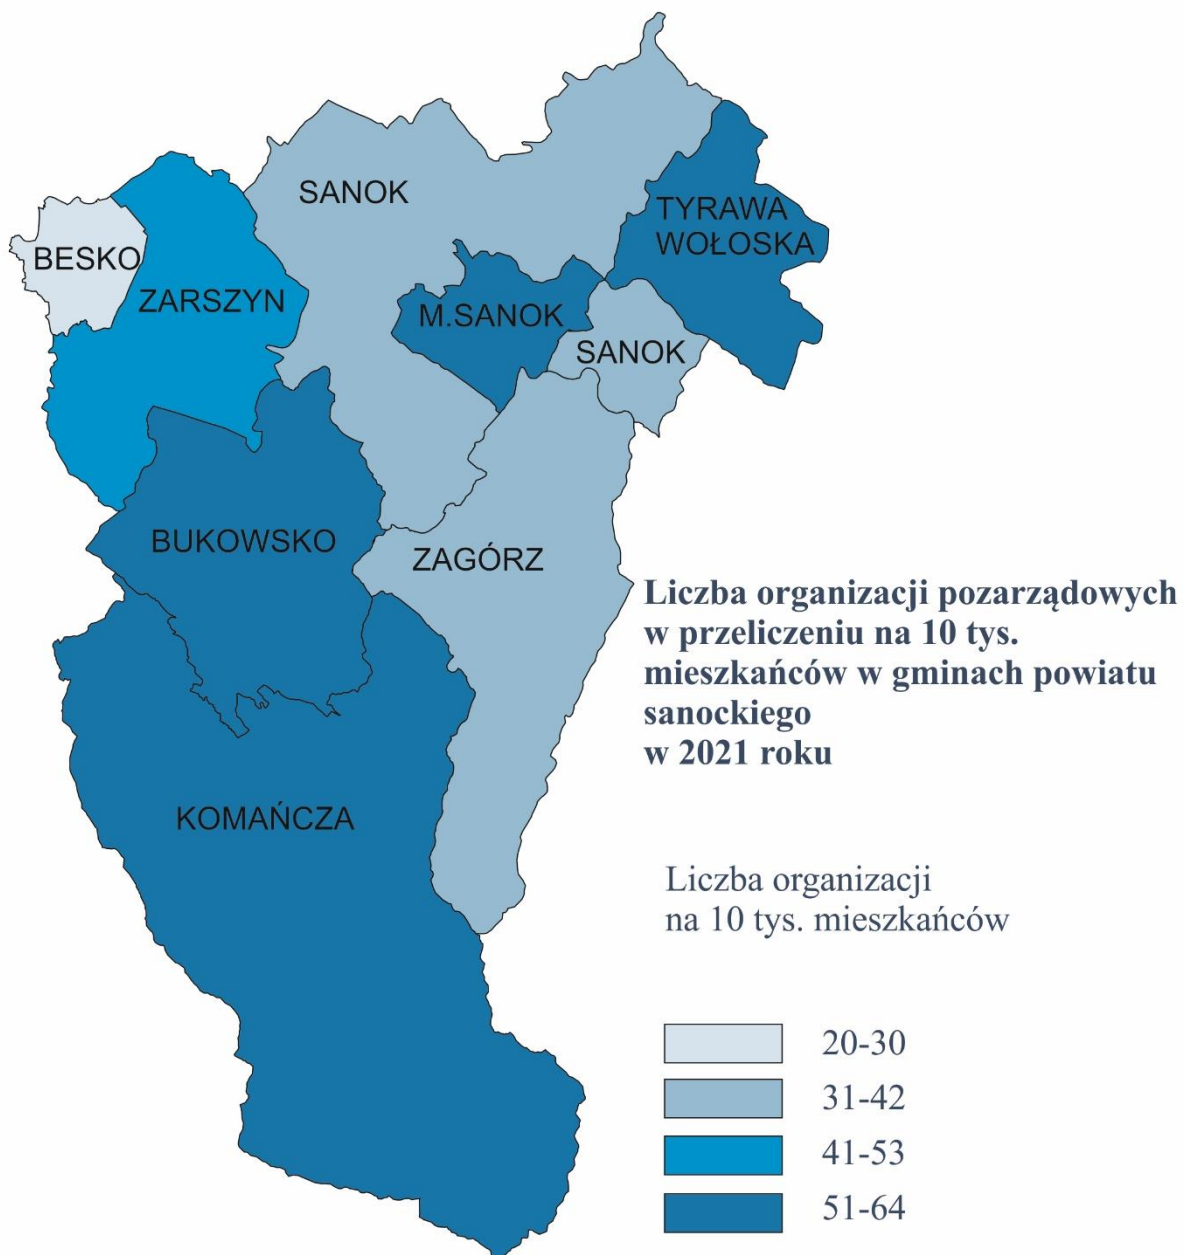 SANOK
TYRAWA
WOŁOSKA
BESKO
ZARSZYN
M.SANOK
SANOK
BUKOWSKO
ZAGÓRZ
Liczba organizacji pozarządowych
w przeliczeniu na 10 tys.
mieszkańców w gminach powiatu
sanockiego
w 2021 roku
KOMAŃCZA
Liczba organizacji
na 10 tys. mieszkańców
20-30
31-42
41-53
51-64